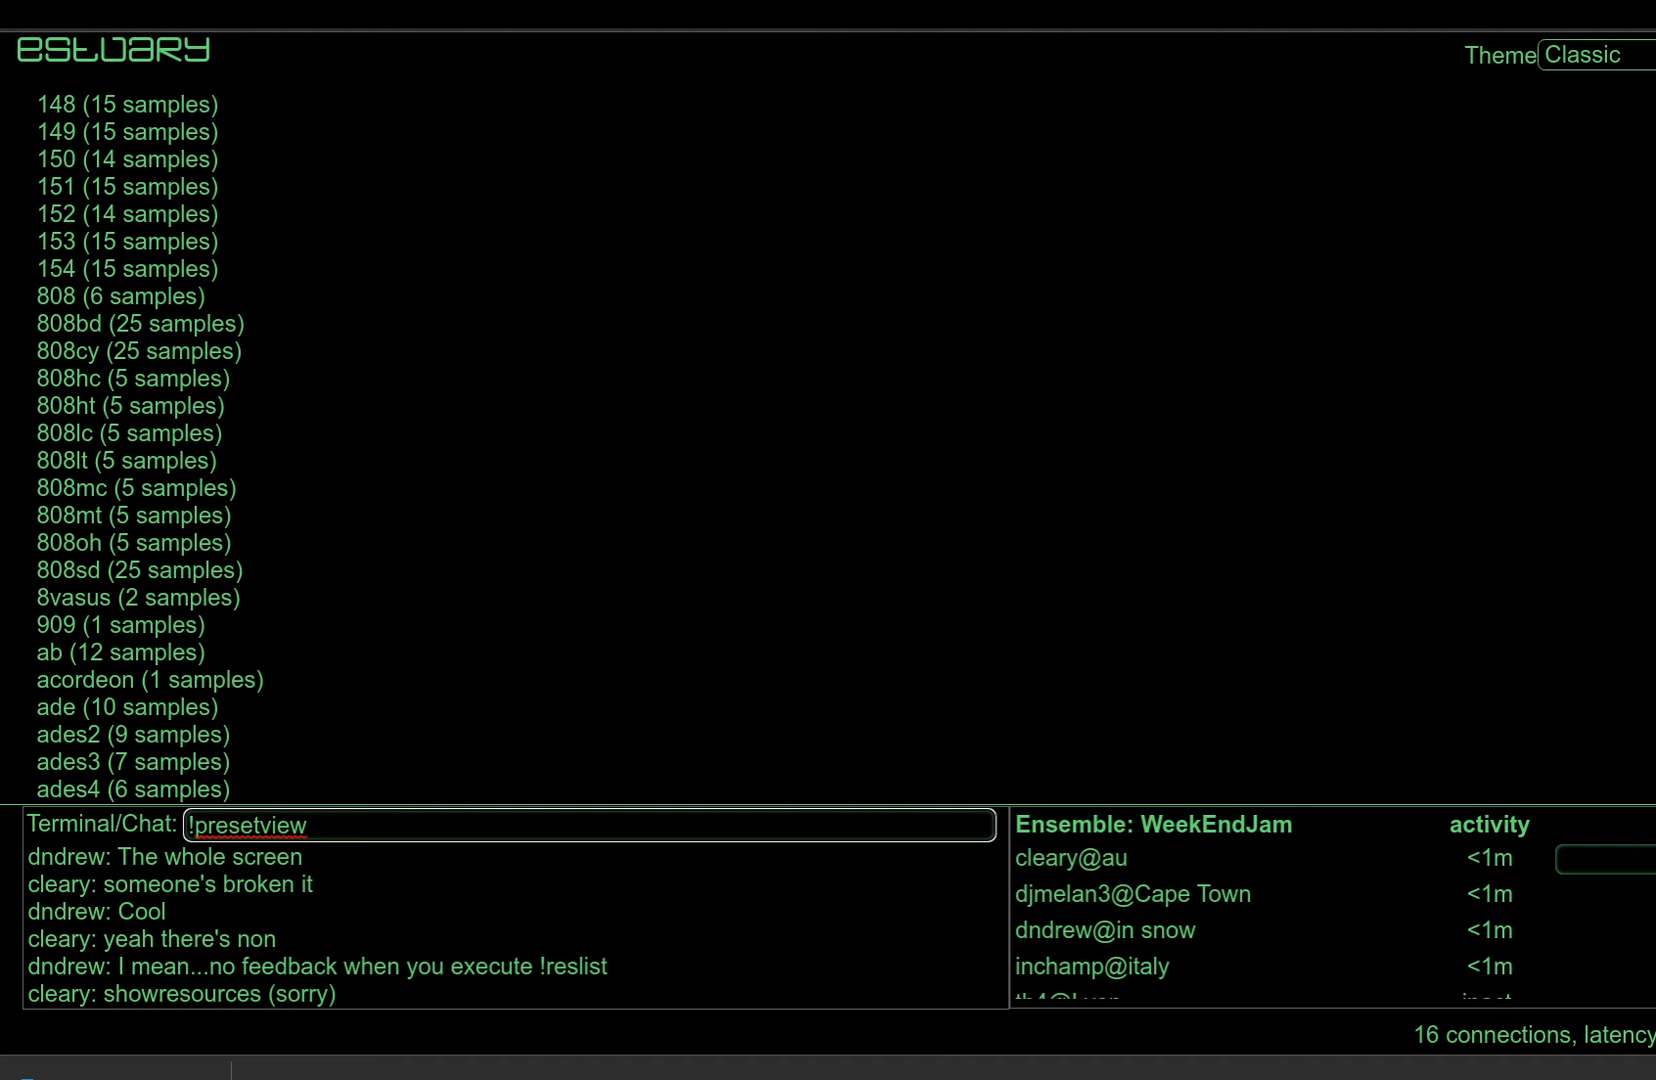 estuary
Theme Classic
148 (15 samples)
149 (15 samples)
150 (14 samples)
151 (15 samples)
152 (14 samples)
153 (15 samples)
154 (15 samples)
808 (6 samples)
808bd (25 samples)
808cy (25 samples)
808hc (5 samples)
808ht (5 samples)
808lc (5 samples)
808lt (5 samples)
808mc (5 samples)
808mt (5 samples)
808oh (5 samples)
808sd (25 samples)
8vasus (2 samples)
909 (1 samples)
ab (12 samples)
acordeon (1 samples)
ade (10 samples)
ades2 (9 samples)
ades3 (7 samples)
ades4 (6 samples)
Terminal/Chat: !presetview
dndrew: The whole screen
cleary: someone's broken it
dndrew: Cool
cleary: yeah there's non
dndrew: I mean...no feedback when you execute !reslist
cleary: showresources (sorry)
Ensemble: WeekEndJam activity
cleary@au <1m
djmelan3@Cape Town <1m
dndrew@in snow <1m
inchamp@italy <1m
16 connections, latency